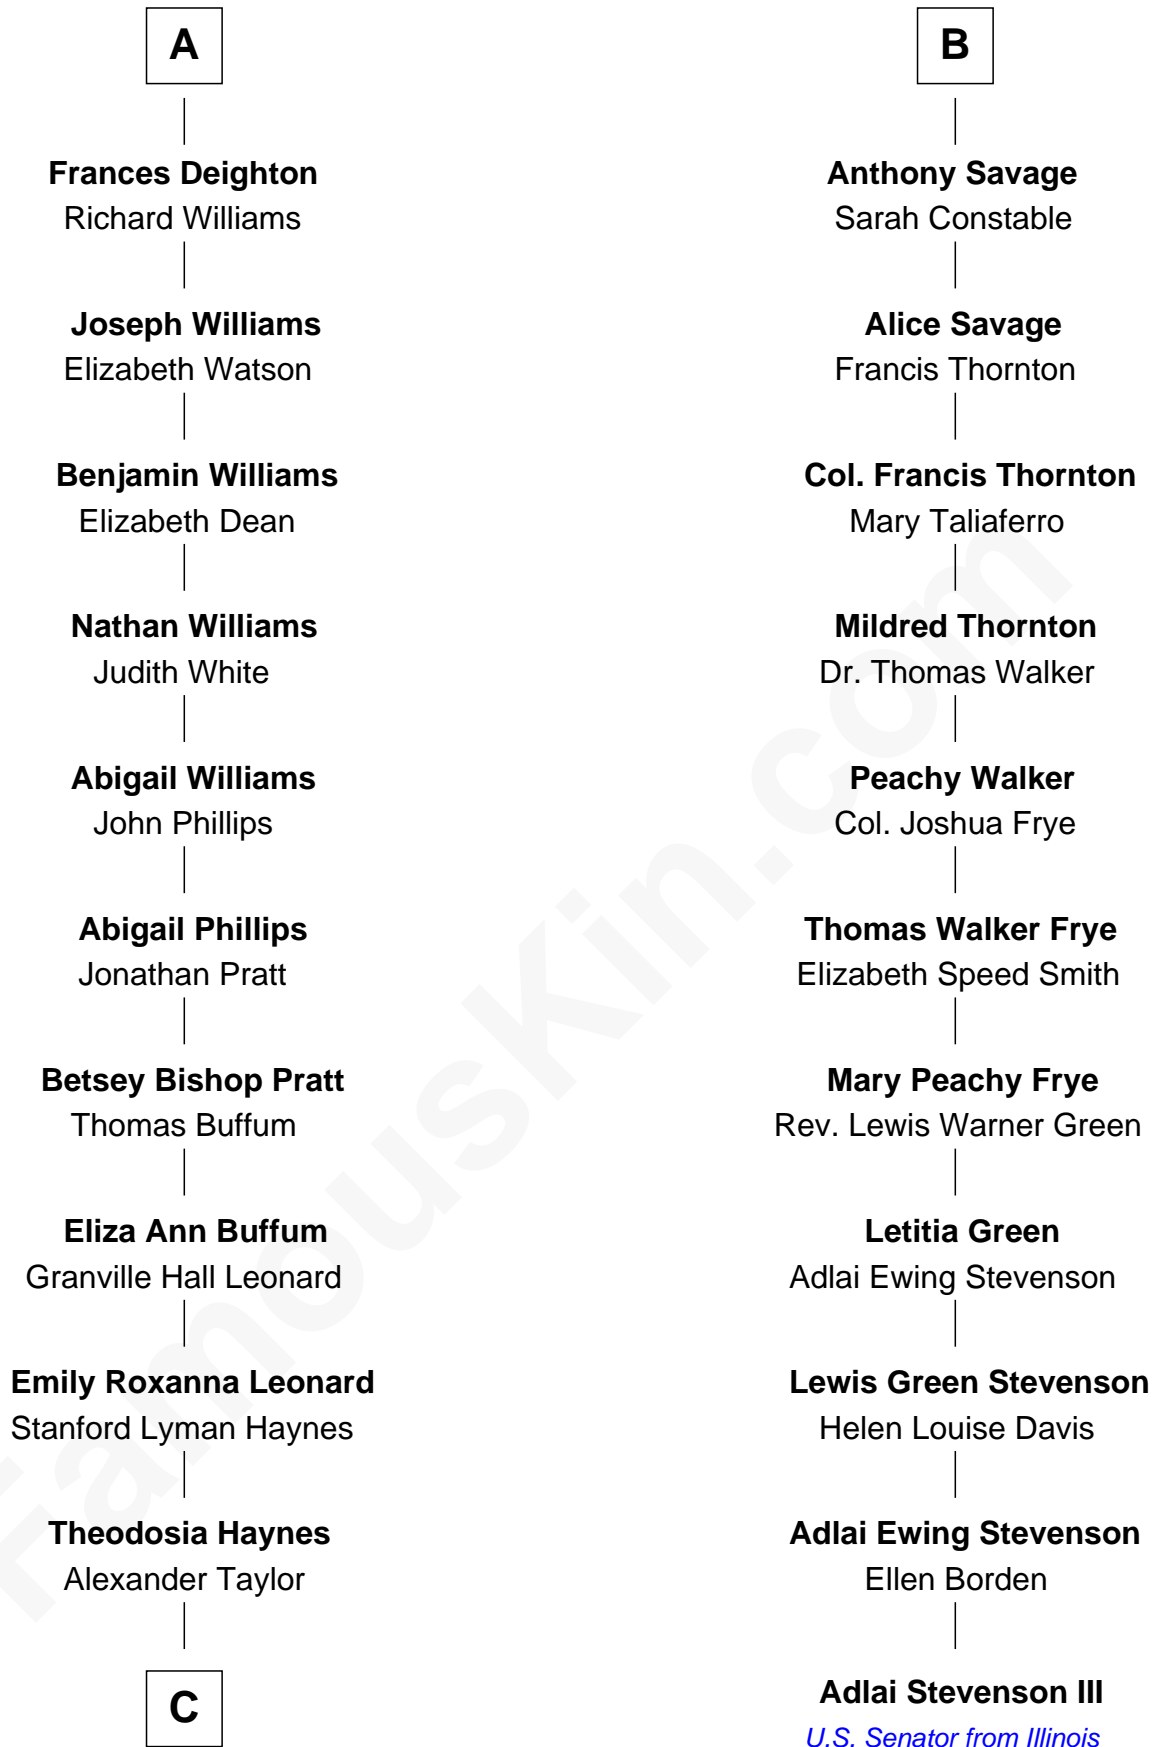 A
Frances Deighton
Richard Williams
Joseph Williams
Elizabeth Watson
Benjamin Williams
Elizabeth Dean
Nathan Williams
Judith White
Abigail Williams
John Phillips
Abigail Phillips
Jonathan Pratt
Betsey Bishop Pratt
Thomas Buffum
Eliza Ann Buffum
Granville Hall Leonard
Emily Roxanna Leonard
Stanford Lyman Haynes
Theodosia Haynes
Alexander Taylor
C
B
Anthony Savage
Sarah Constable
Alice Savage
Francis Thornton
Col. Francis Thornton
Mary Taliaferro
Mildred Thornton
Dr. Thomas Walker
Peachy Walker
Col. Joshua Frye
Thomas Walker Frye
Elizabeth Speed Smith
Mary Peachy Frye
Rev. Lewis Warner Green
Letitia Green
Adlai Ewing Stevenson
Lewis Green Stevenson
Helen Louise Davis
Adlai Ewing Stevenson
Ellen Borden
Adlai Stevenson III
U.S. Senator from Illinois
FamousKin.com